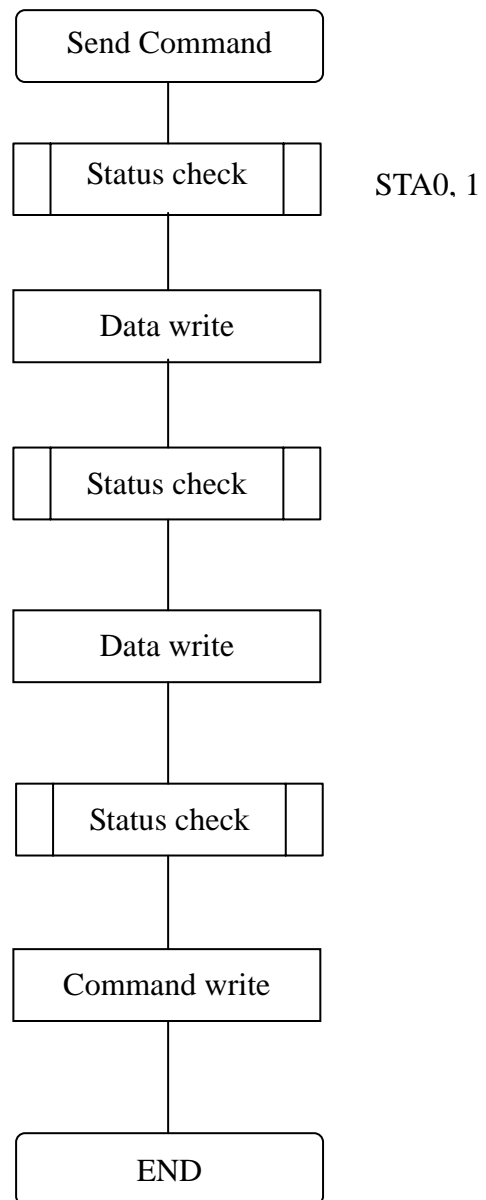 Send Command
Status check
STA0, 1
Data write
Status check
Data write
Status check
Command write
END